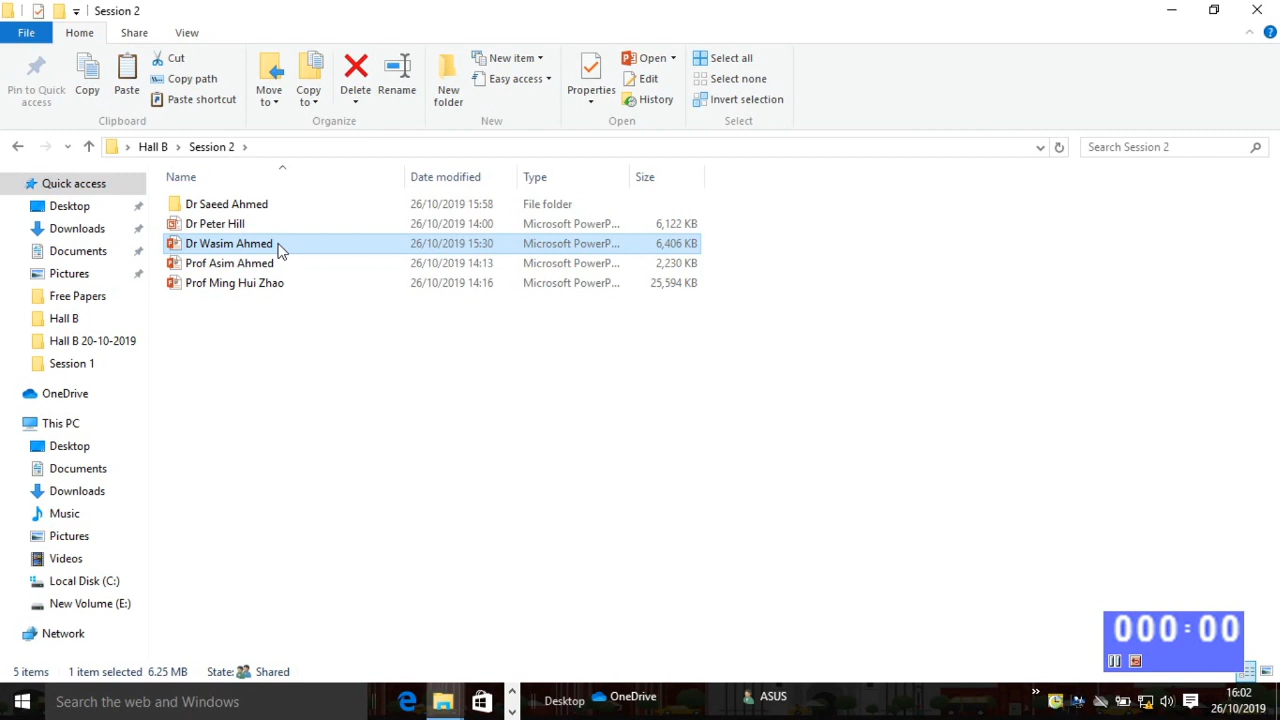 Session 2
File Home Share View
Pin to Quick access
Copy
Paste
Cut
Copy path
Paste shortcut
Move to
Copy to
Delete
Rename
New folder
New item
Easy access
Properties
Open
Edit
History
Select all
Select none
Invert selection
Clipboard Organize New Open Select
Hall B Session 2
Search Session 2
Name Date modified Type Size
Dr Saeed Ahmed 26/10/2019 15:58 File folder
Dr Peter Hill 26/10/2019 14:00 Microsoft PowerP... 6,122 KB
Dr Wasim Ahmed 26/10/2019 15:30 Microsoft PowerP... 6,406 KB
Prof Asim Ahmed 26/10/2019 14:13 Microsoft PowerP... 2,230 KB
Prof Ming Hui Zhao 26/10/2019 14:16 Microsoft PowerP... 25,594 KB
Quick access
Desktop
Downloads
Documents
Pictures
Free Papers
Hall B
Hall B 20-10-2019
Session 1
OneDrive
This PC
Desktop
Documents
Downloads
Music
Pictures
Videos
Local Disk (C:)
New Volume (E:)
Network
000:00
5 items 1 item selected 6.25 MB State: Shared
Search the web and Windows
Desktop
OneDrive
ASUS
16:02
26/10/2019